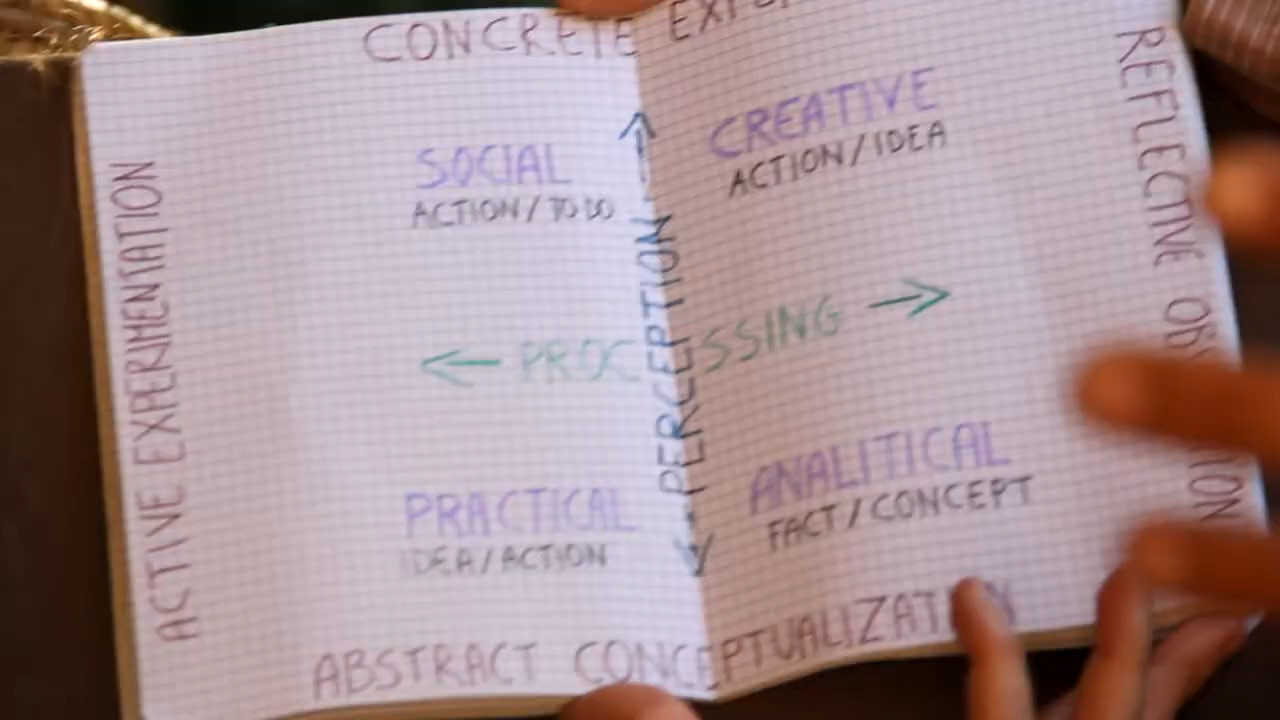 CONCRETE
SOCIAL
ACTION/TO DO
CREATIVE
ACTION/IDEA
ACTIVE EXPERIMENTATION
REFLECTIVE
PERCEPTION
PROCESSING
PRACTICAL
IDEA/ACTION
ANALITICAL
FACT/CONCEPT
ABSTRACT